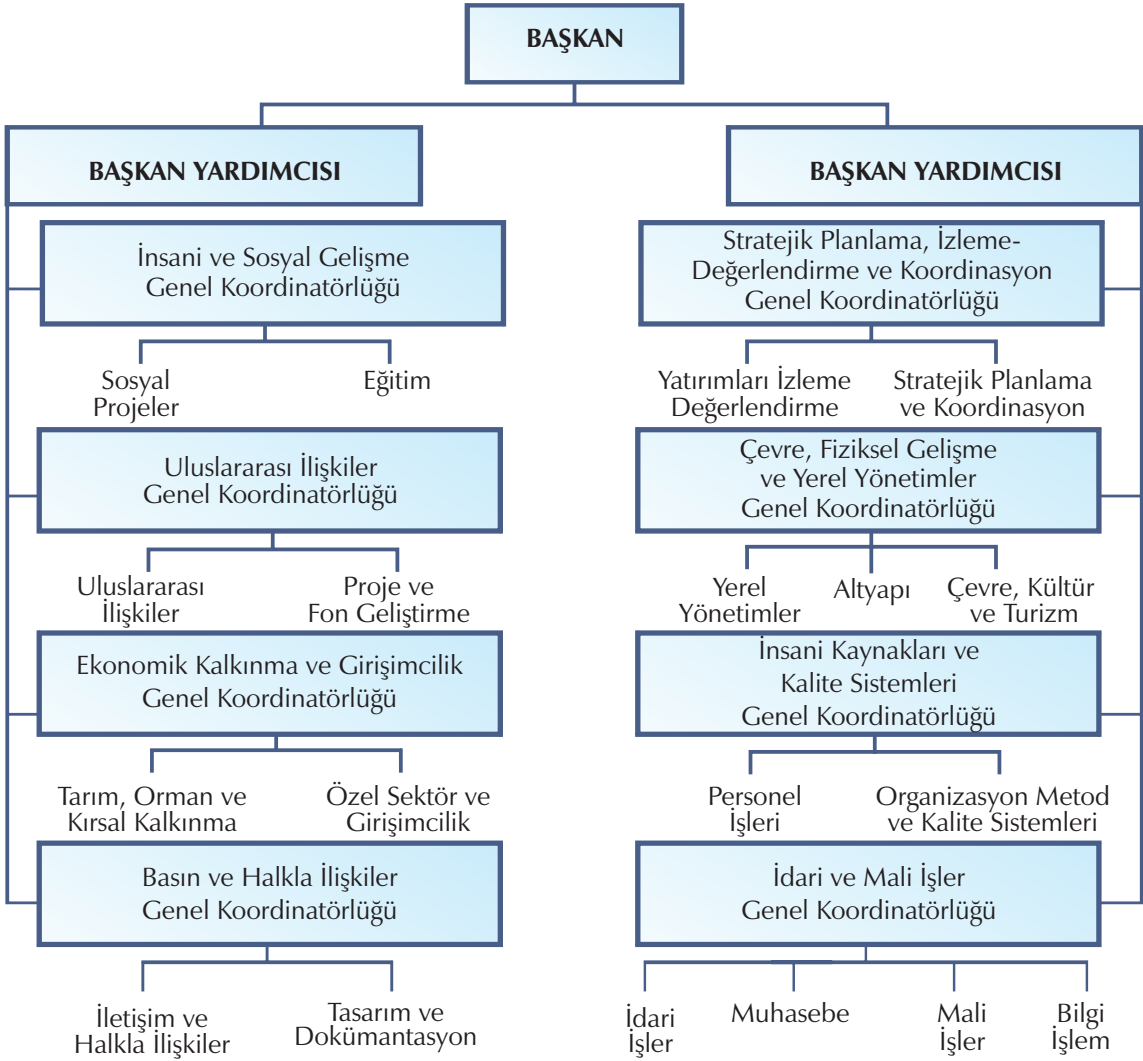 BAŞKAN
BAŞKAN YARDIMCISI
İnsani ve Sosyal Gelişme
Genel Koordinatörlüğü
Sosyal
Projeler
Eğitim
Uluslararası İlişkiler
Genel Koordinatörlüğü
Uluslararası
İlişkiler
Proje ve
Fon Geliştirme
Ekonomik Kalkınma ve Girişimcilik
Genel Koordinatörlüğü
Tarım, Orman ve
Kırsal Kalkınma
Özel Sektör ve
Girişimcilik
Basın ve Halkla İlişkiler
Genel Koordinatörlüğü
İletişim ve
Halkla İlişkiler
Tasarım ve
Dokümantasyon
BAŞKAN YARDIMCISI
Stratejik Planlama, İzleme-
Değerlendirme ve Koordinasyon
Genel Koordinatörlüğü
Yatırımları İzleme
Değerlendirme
Stratejik Planlama
ve Koordinasyon
Çevre, Fiziksel Gelişme
ve Yerel Yönetimler
Genel Koordinatörlüğü
Yerel
Yönetimler
Altyapı
Çevre, Kültür
ve Turizm
İnsani Kaynakları ve
Kalite Sistemleri
Genel Koordinatörlüğü
Personel
İşleri
Organizasyon Metod
ve Kalite Sistemleri
İdari ve Mali İşler
Genel Koordinatörlüğü
İdari
İşler
Muhasebe
Mali
İşler
Bilgi
İşlem